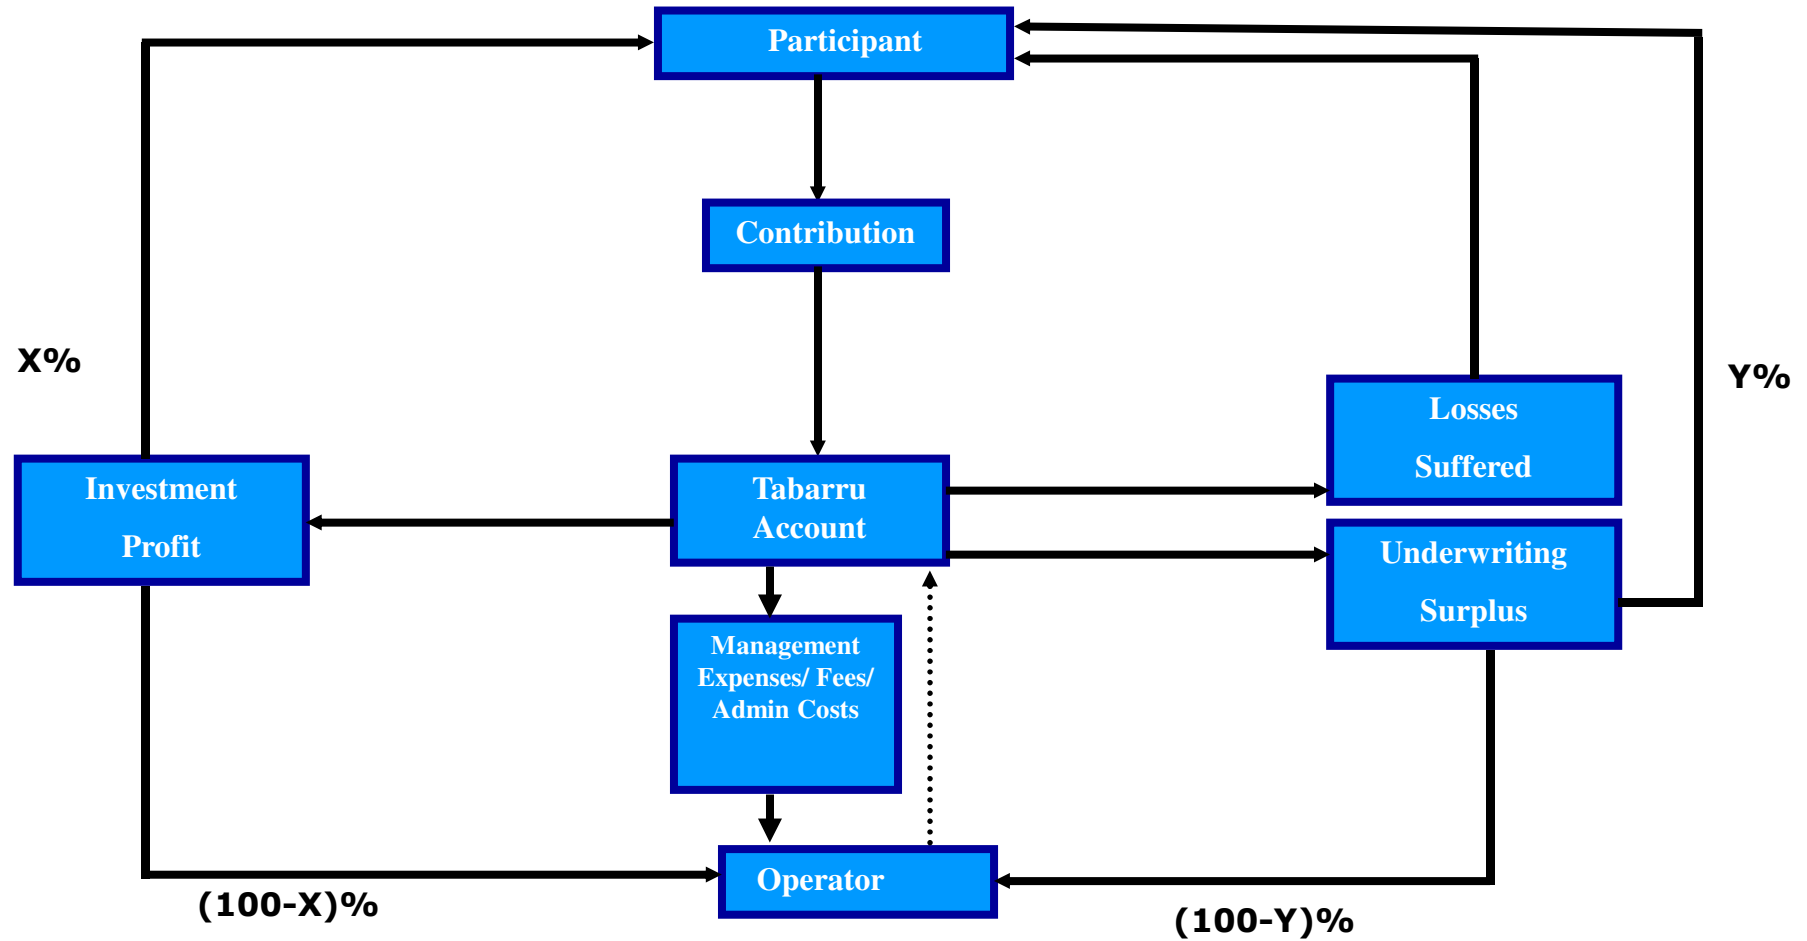 Participant
Contribution
X%
Y%
Losses
Suffered
Investment
Profit
Tabarru
Account
Underwriting
Surplus
Management
Expenses/ Fees/
Admin Costs
Operator
(100-X)%
(100-Y)%